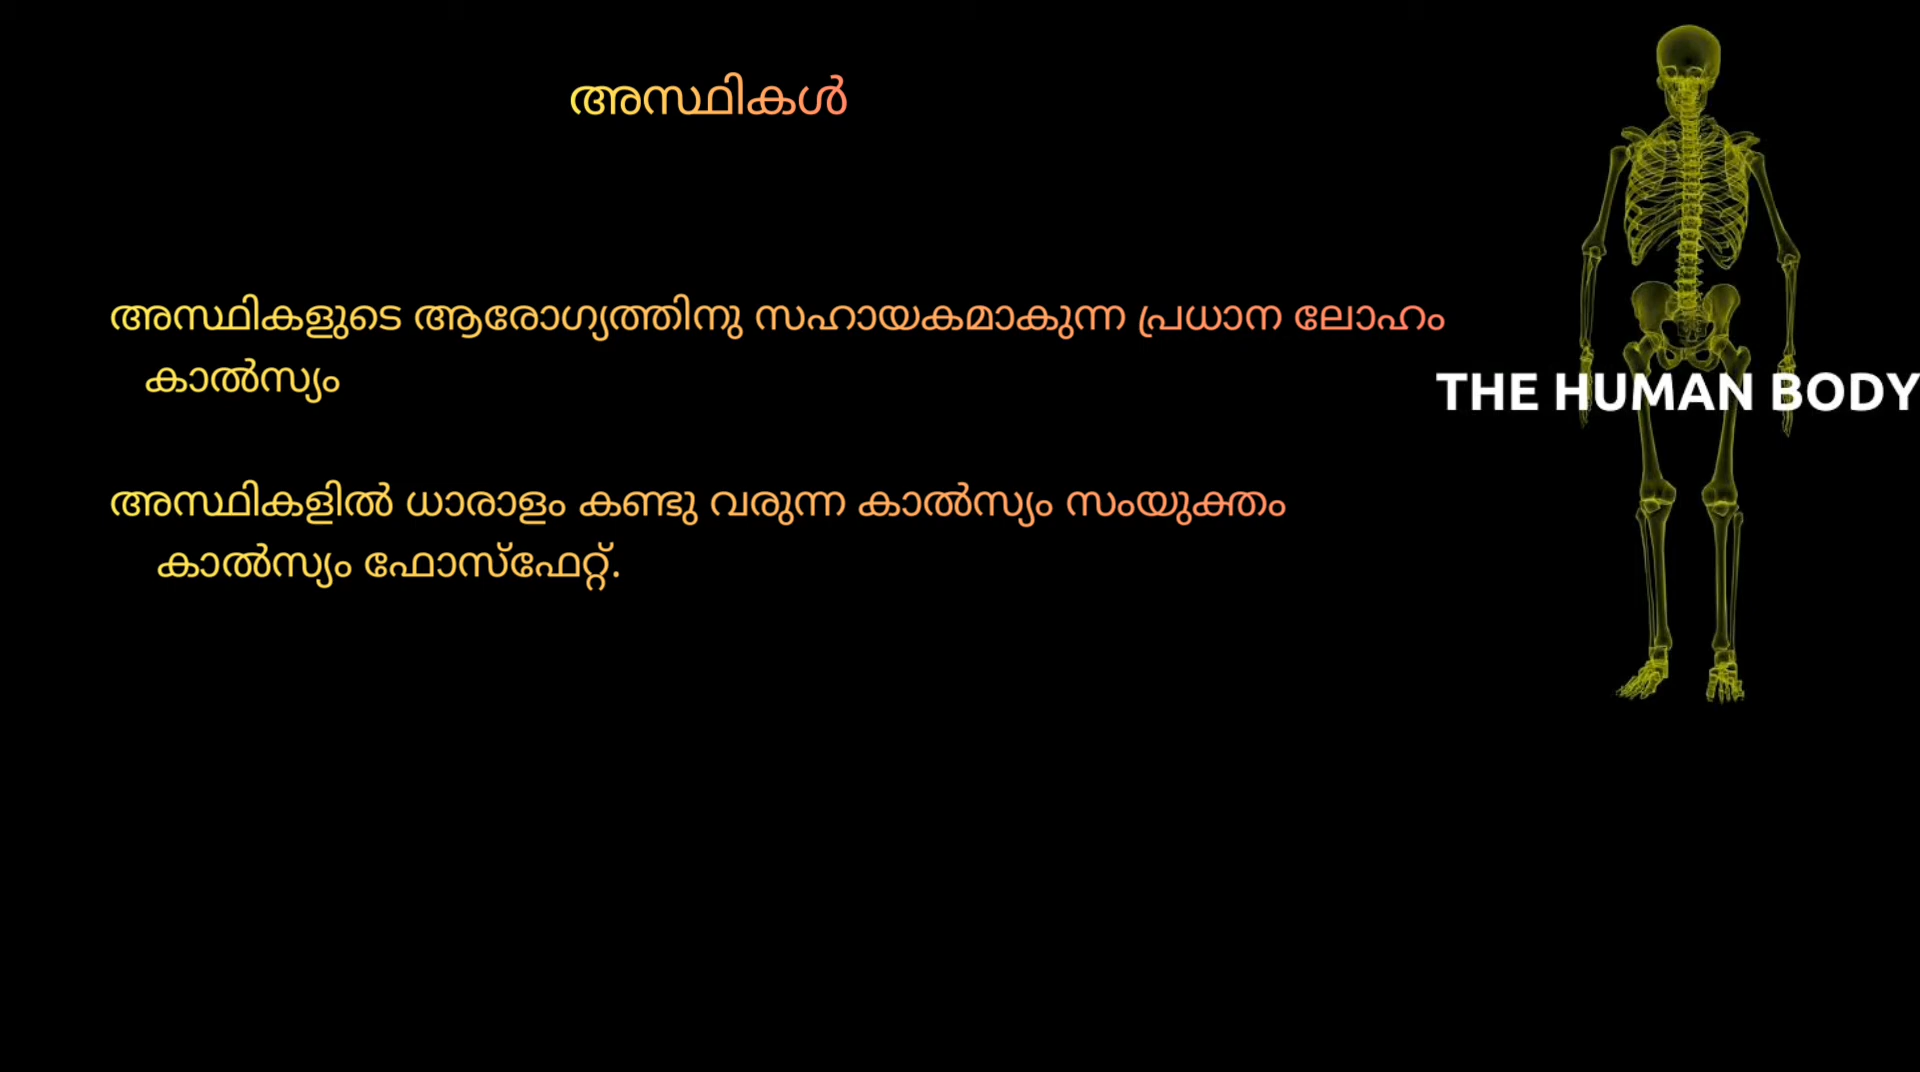 അസ്ഥികൾ
അസ്ഥികളുടെ ആരോഗ്യത്തിനു സഹായകമാകുന്ന പ്രധാന ലോഹം
കാൽസ്യം
THE HUMAN BODY
അസ്ഥികളിൽ ധാരാളം കണ്ടു വരുന്ന കാൽസ്യം സംയുക്തം
കാൽസ്യം ഫോസ്ഫേറ്റ്.